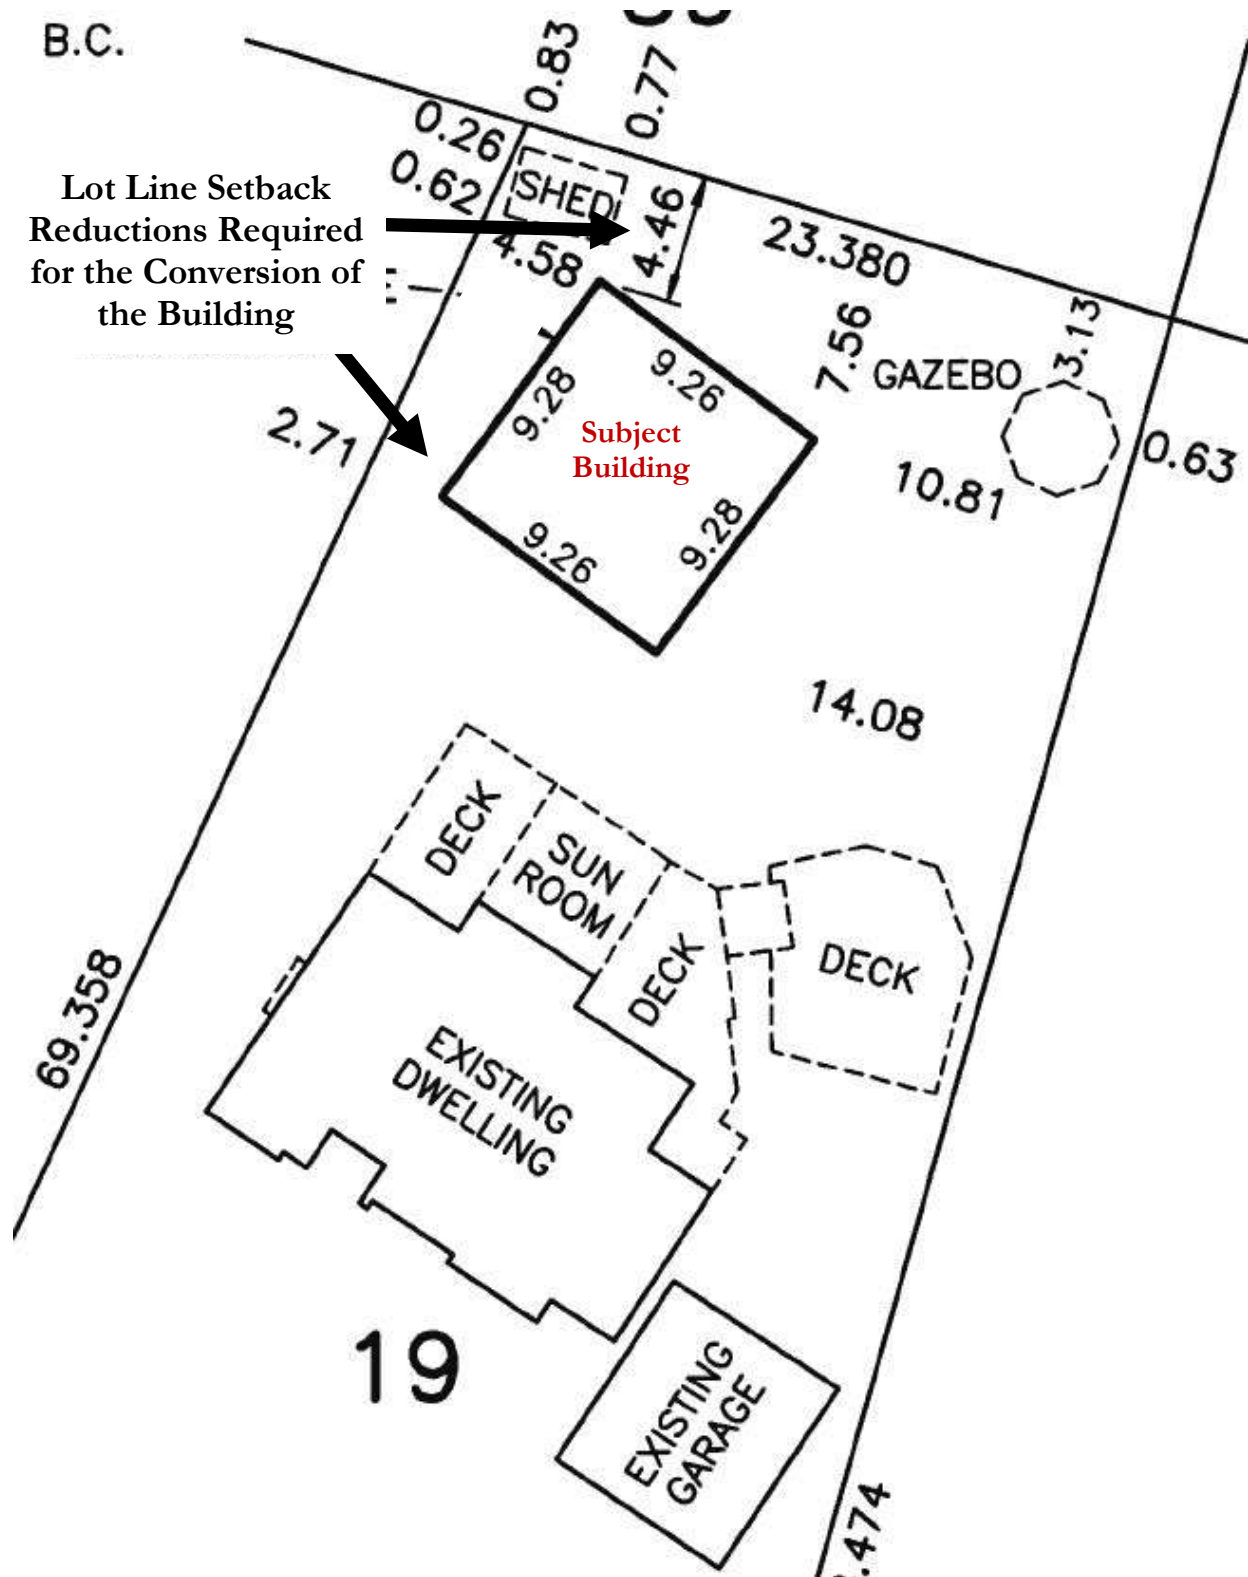 B.C.
0.83
0.77
0.26
0.62
SHED
4.46
4.58
23.380
Lot Line Setback
Reductions Required
for the Conversion of
the Building
7.56
GAZEBO
3.13
0.63
9.26
9.28
Subject
Building
2.71
10.81
9.28
9.26
14.08
DECK
SUN
ROOM
DECK
DECK
69.358
EXISTING
DWELLING
19
EXISTING
GARAGE
.474